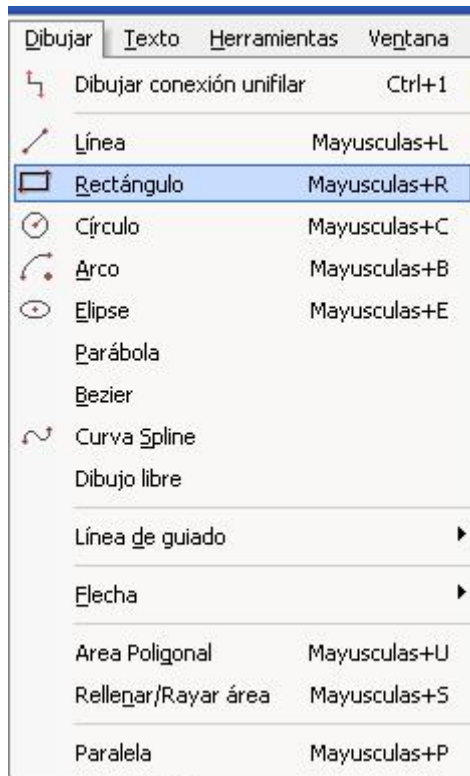 Dibujar Texto Herramientas Ventana
Dibujar conexión unifilar Ctrl+1
Línea Mayusculas+L
Rectángulo Mayusculas+R
Círculo Mayusculas+C
Arco Mayusculas+B
Elipse Mayusculas+E
Parábola
Bezier
Curva Spline
Dibujo libre
Línea de guiado
Flecha
Area Poligonal Mayusculas+U
Rellenar/Rayar área Mayusculas+S
Paralela Mayusculas+P